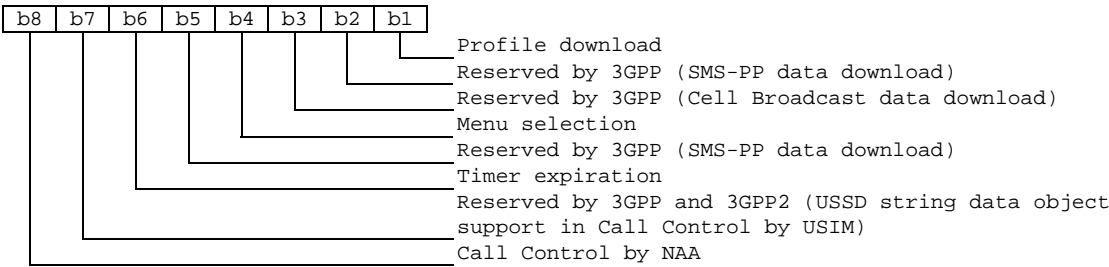 b8 b7 b6 b5 b4 b3 b2 b1
Profile download
Reserved by 3GPP (SMS-PP data download)
Reserved by 3GPP (Cell Broadcast data download)
Menu selection
Reserved by 3GPP (SMS-PP data download)
Timer expiration
Reserved by 3GPP and 3GPP2 (USSD string data object
support in Call Control by USIM)
Call Control by NAA